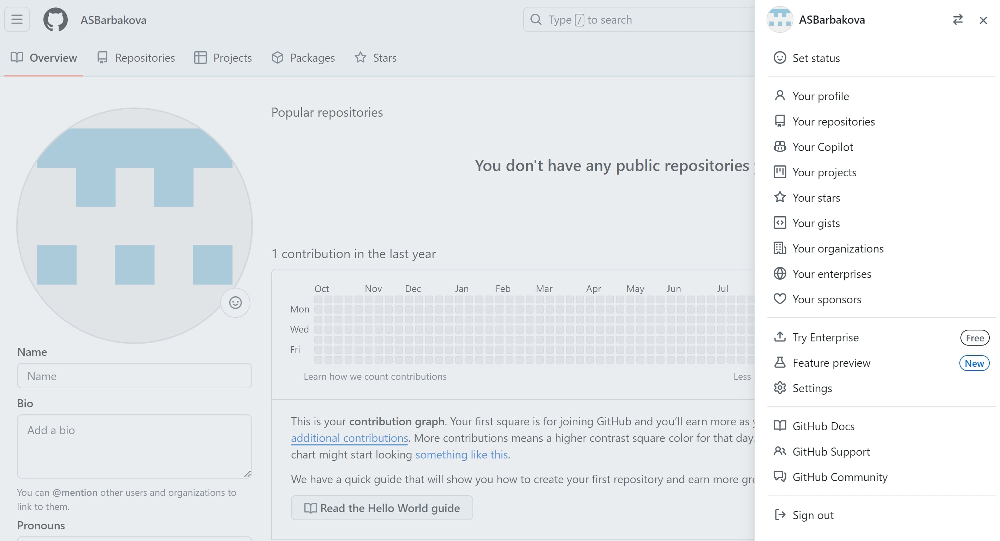 ASBarbakova
Type / to search
Overview
Repositories
Projects
Packages
Stars
Popular repositories
You don't have any public repositories
1 contribution in the last year
Oct Nov Dec Jan Feb Mar Apr May Jun Jul
Mon
Wed
Fri
Learn how we count contributions
Less
This is your contribution graph. Your first square is for joining GitHub and you’ll earn more as
additional contributions. More contributions means a higher contrast square color for that day.
chart might start looking something like this.
We have a quick guide that will show you how to create your first repository and earn more
Read the Hello World guide
Name
Name
Bio
Add a bio
You can @mention other users and organizations to
link to them.
Pronouns
ASBarbakova
Set status
Your profile
Your repositories
Your Copilot
Your projects
Your stars
Your gists
Your organizations
Your enterprises
Your sponsors
Try Enterprise
Free
Feature preview
New
Settings
GitHub Docs
GitHub Support
GitHub Community
Sign out